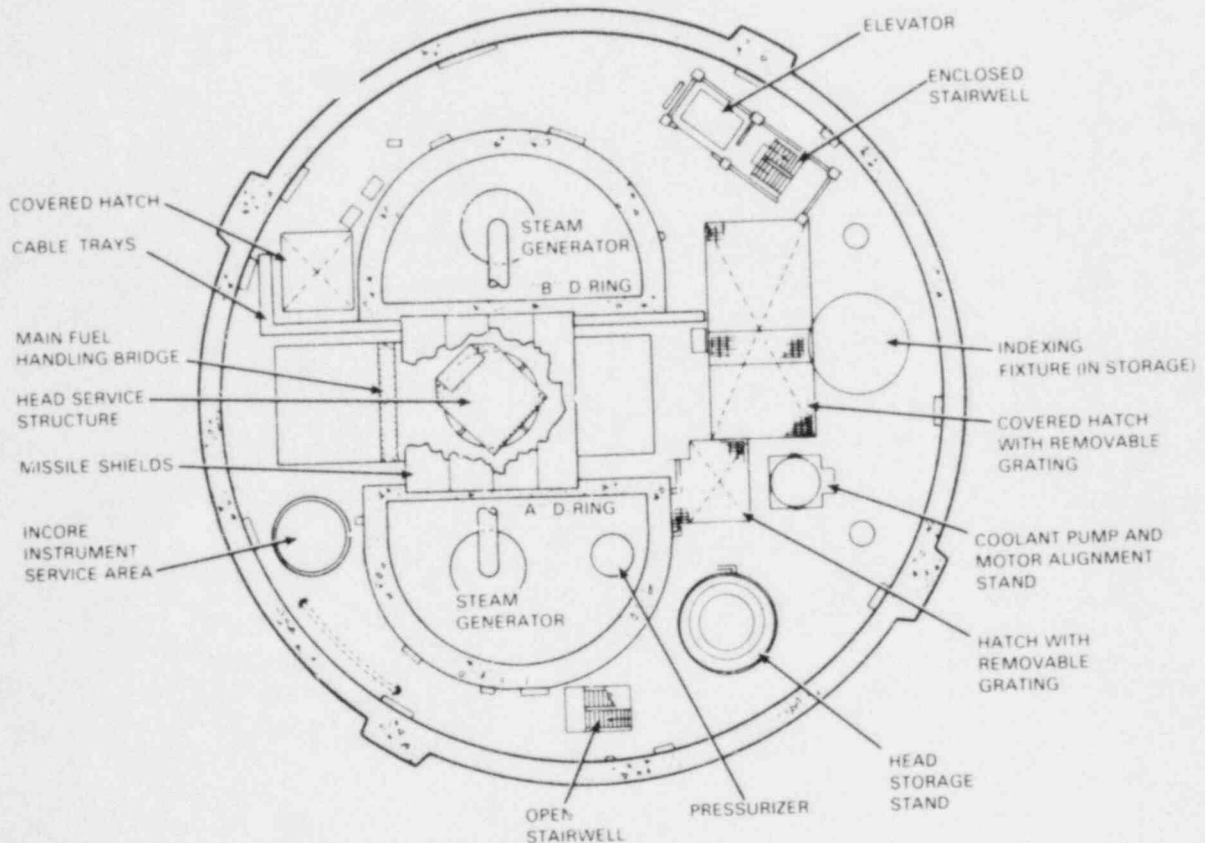 ELEVATOR
ENCLOSED
STAIRWELL
COVERED HATCH
CABLE TRAYS
MAIN FUEL
HANDLING BRIDGE
HEAD SERVICE
STRUCTURE
MISSILE SHIELDS
INCORE
INSTRUMENT
SERVICE AREA
STEAM
GENERATOR
B D-RING
A D-RING
STEAM
GENERATOR
INDEXING
FIXTURE (IN STORAGE)
COVERED HATCH
WITH REMOVABLE
GRATING
COOLANT PUMP AND
MOTOR ALIGNMENT
STAND
HATCH WITH
REMOVABLE
GRATING
HEAD
STORAGE
STAND
PRESSURIZER
OPEN
STAIRWELL